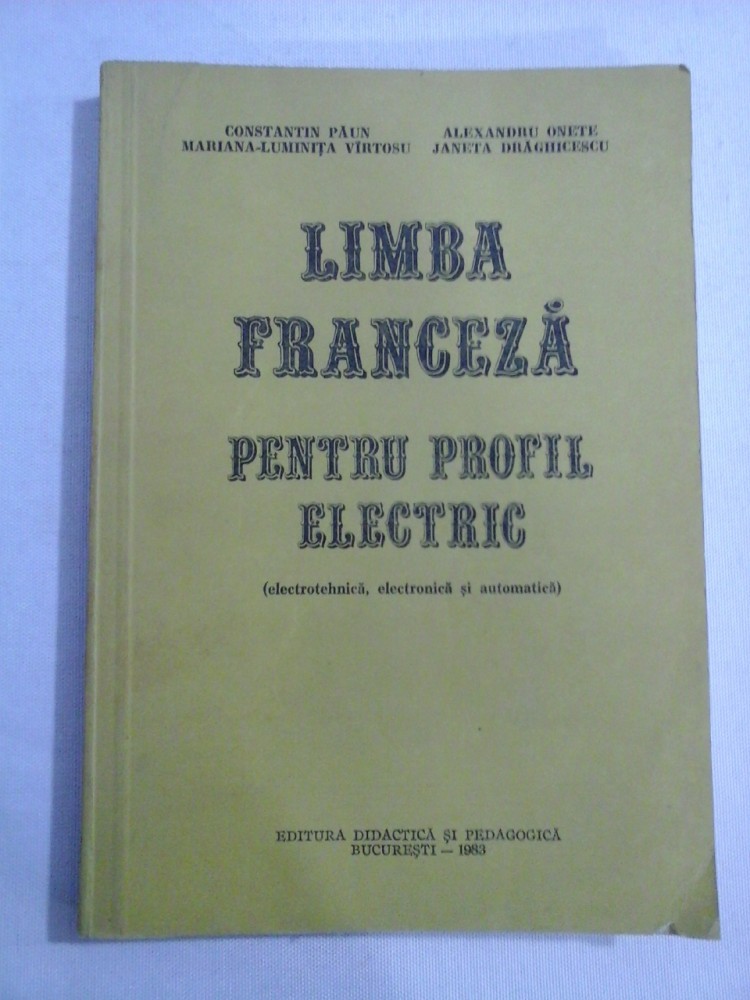 CONSTANTIN PĂUN ALEXANDRU ONETE
MARIANA-LUMINIȚA VÎRTOSU JANETA DRĂGHICESCU
LIMBA
FRANCEZĂ
PENTRU PROFIL
ELECTRIC
(electrotehnică, electronică și automatică)
EDITURA DIDACTICĂ ȘI PEDAGOGICĂ
BUCUREȘTI — 1983